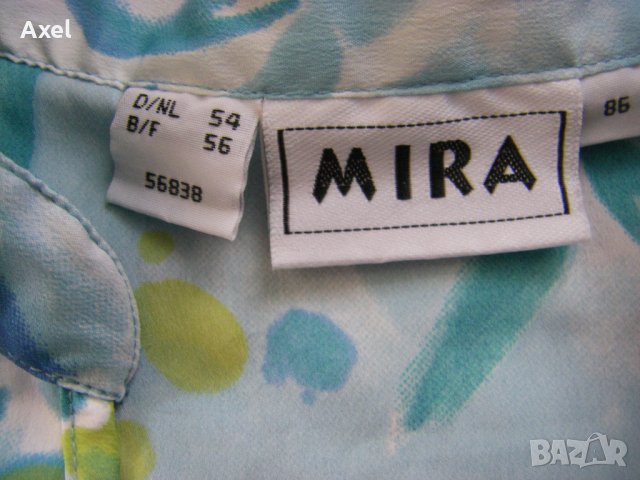 Axel
D/NL 54
B/F 56
56838
MIRA
86
BAZAR